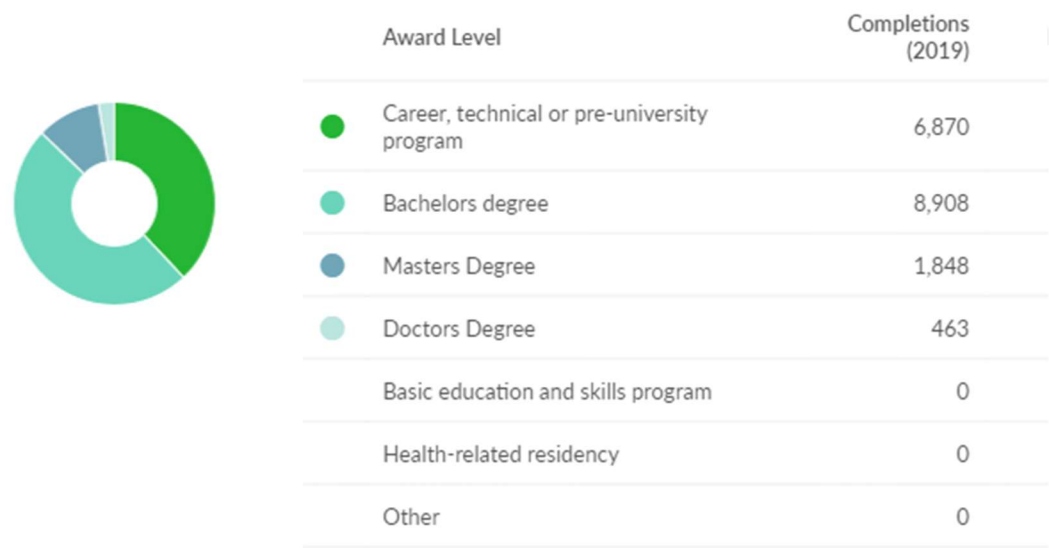 Award Level
Completions
(2019)
Career, technical or pre-university
program
6,870
Bachelors degree
8,908
Masters Degree
1,848
Doctors Degree
463
Basic education and skills program
0
Health-related residency
0
Other
0